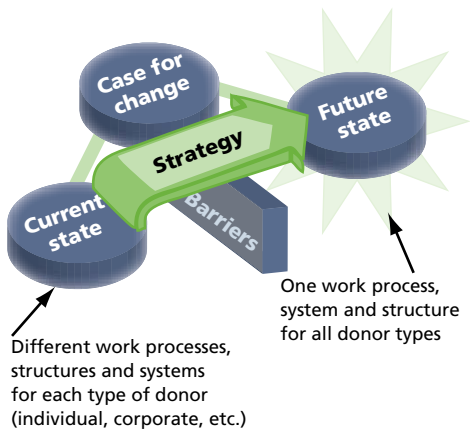 Case for
change
Future
state
Strategy
Barriers
Current
state
One work process,
system and structure
for all donor types
Different work processes,
structures and systems
for each type of donor
(individual, corporate, etc.)